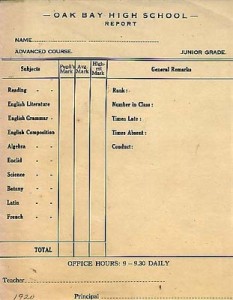 — OAK BAY HIGH SCHOOL —
REPORT
NAME
ADVANCED COURSE. JUNIOR GRADE.
Subjects Pupil's Mark Avg. Mark High- est Mark General Remarks
Reading - - Rank :
English Literature Number in Class :
English Grammar - Times Late :
English Composition Times Absent :
Algebra - - Conduct :
Euclid - -
Science - -
Botany - -
Latin - -
French - -
TOTAL
OFFICE HOURS: 9 – 9.30 DAILY
Teacher:
1920 Principal